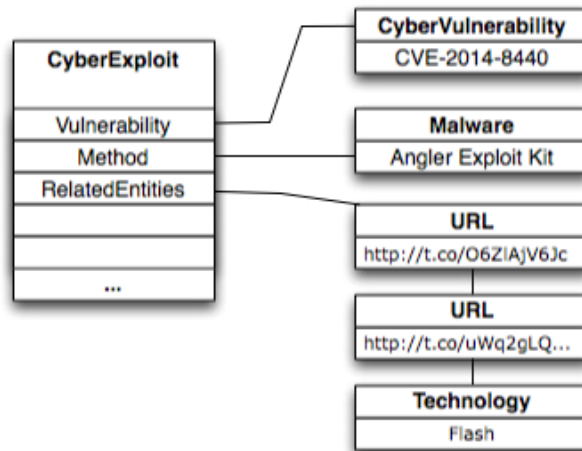 CyberExploit
Vulnerability
Method
RelatedEntities
...
CyberVulnerability
CVE-2014-8440
Malware
Angler Exploit Kit
URL
http://t.co/O6ZlAjV6Jc
URL
http://t.co/uWq2gLQ...
Technology
Flash